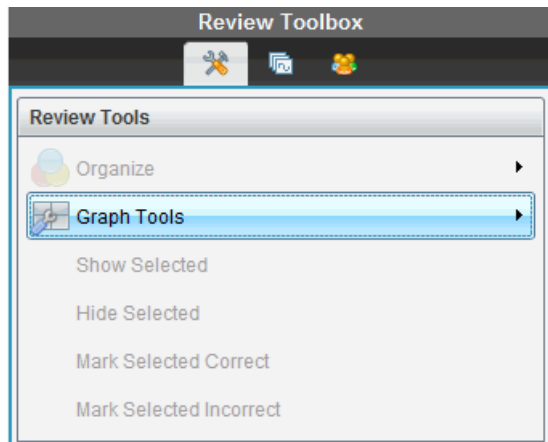 Review Toolbox
Review Tools
Organize
Graph Tools
Show Selected
Hide Selected
Mark Selected Correct
Mark Selected Incorrect